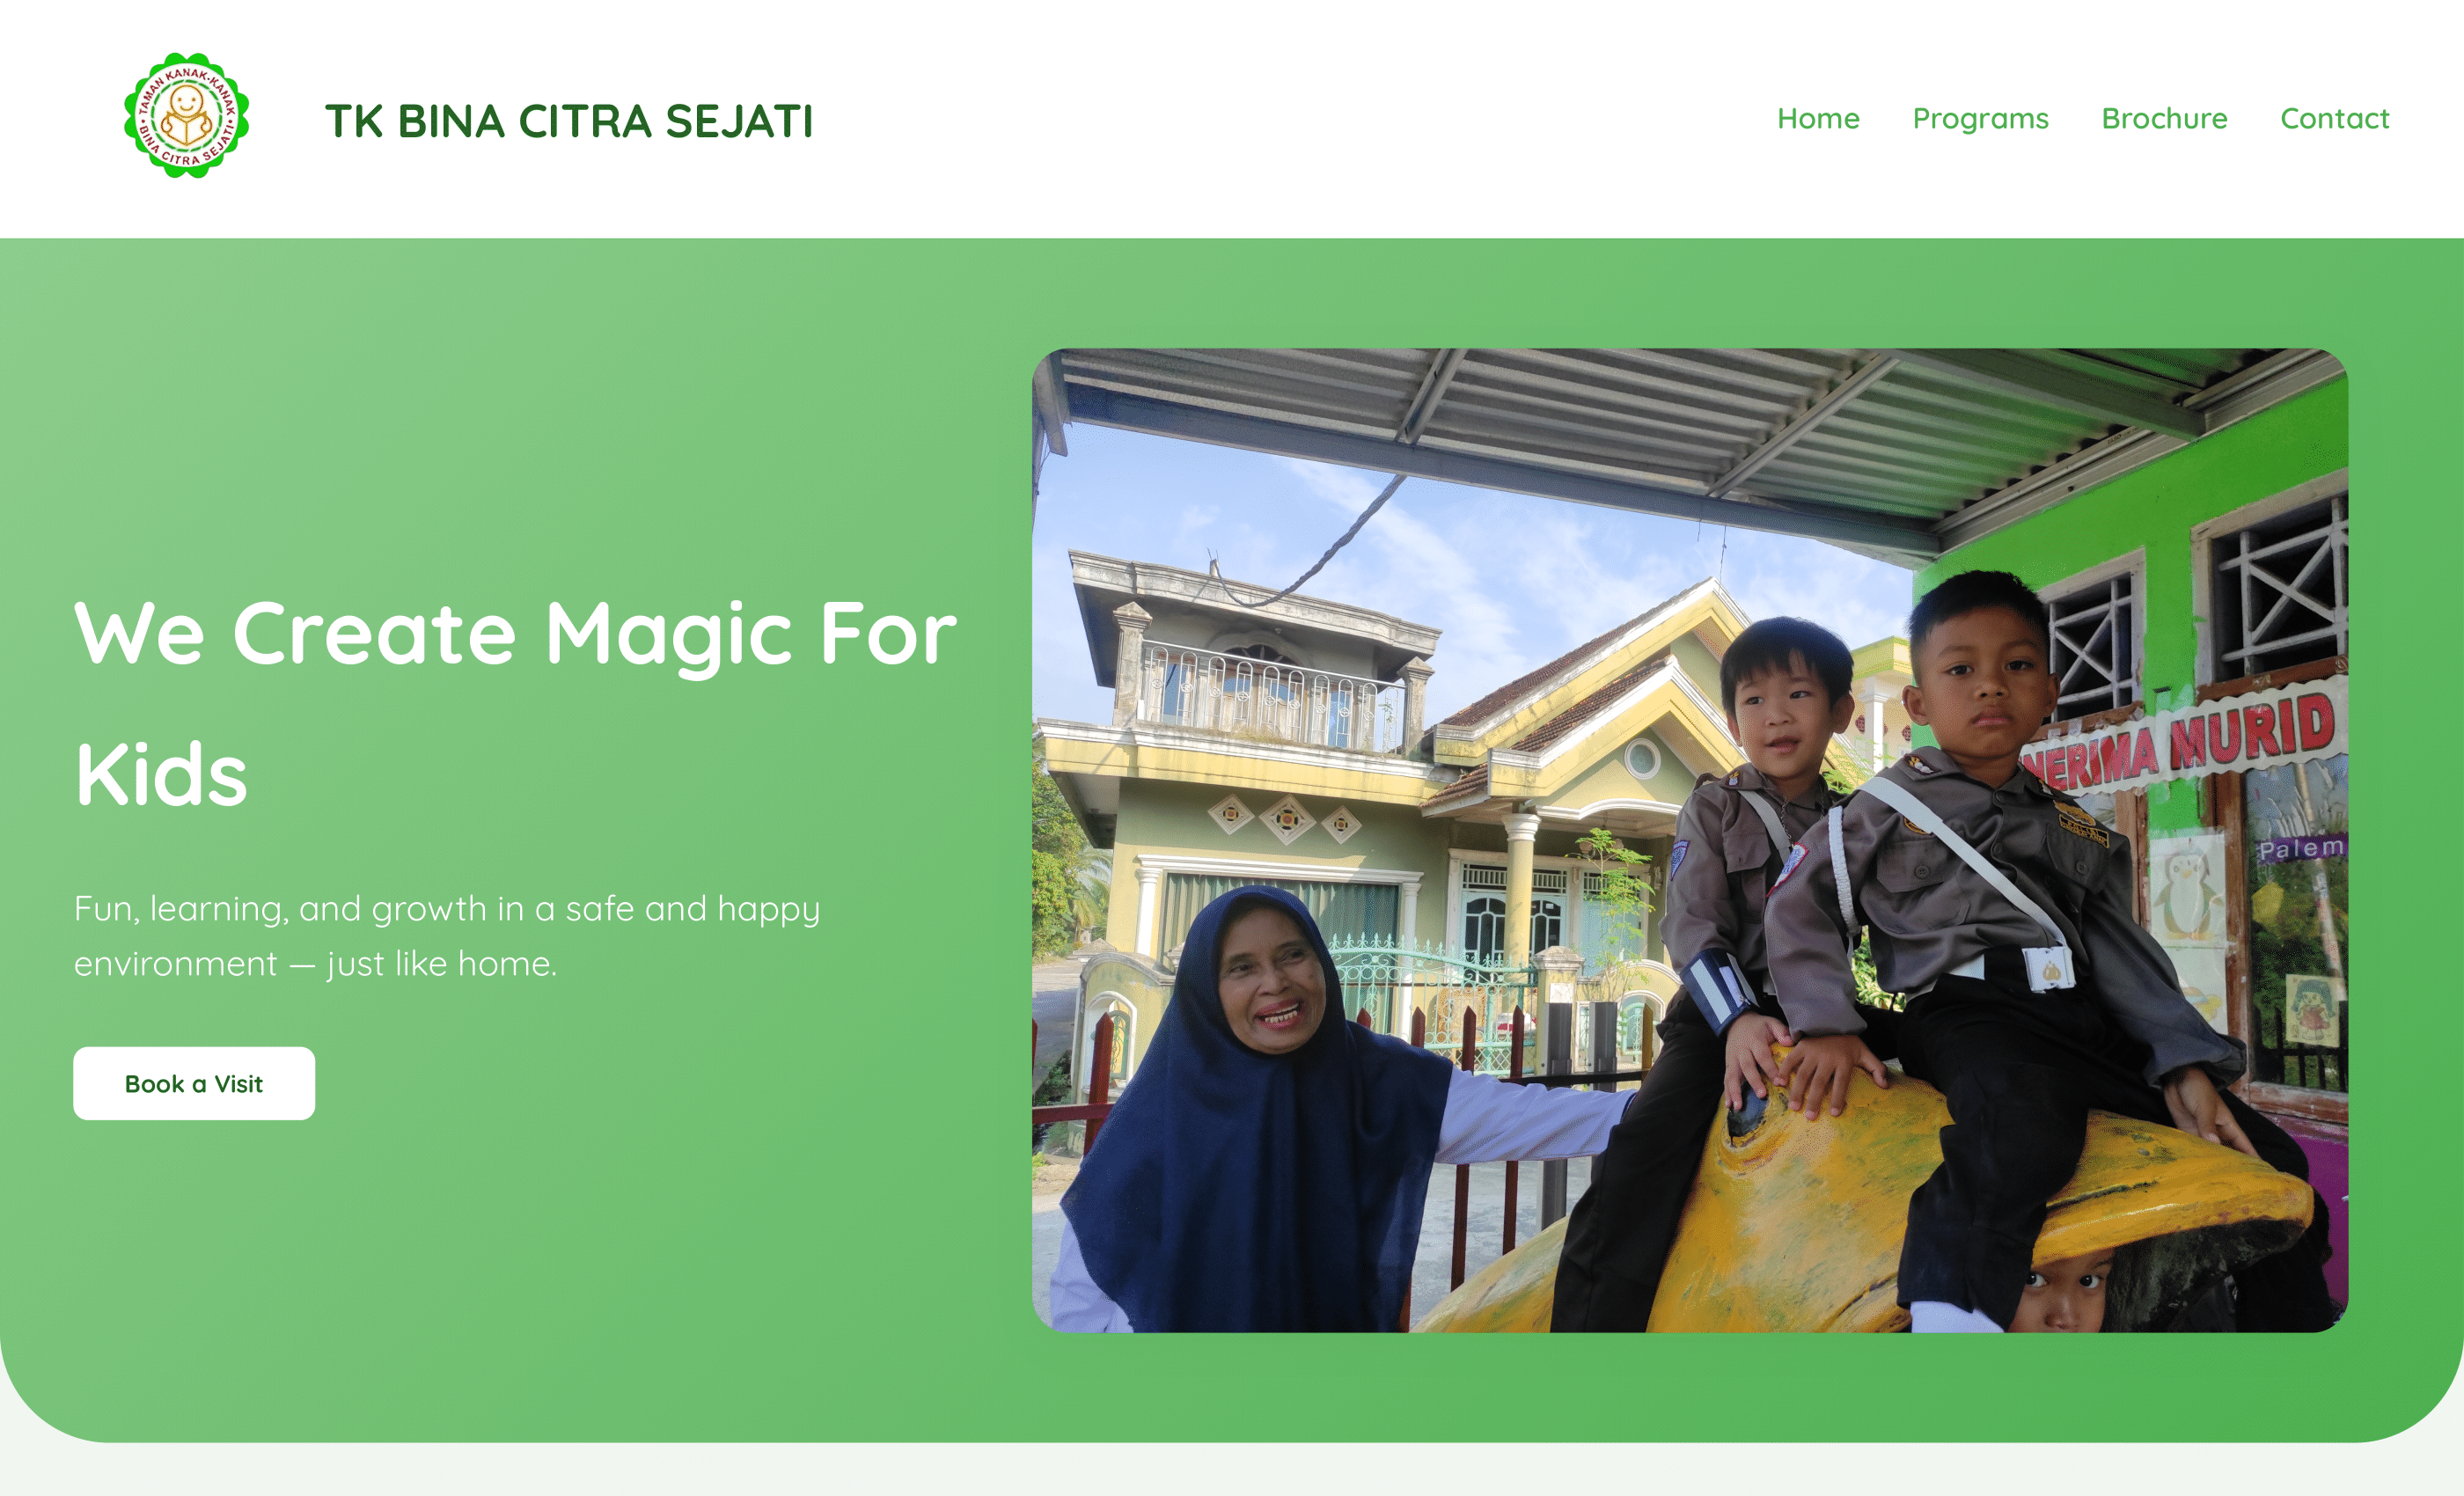 TAMAN KANAK-KANAK
• BINA CITRA SEJATI •
TK BINA CITRA SEJATI
Home
Programs
Brochure
Contact
We Create Magic For
Kids
Fun, learning, and growth in a safe and happy
environment — just like home.
Book a Visit
NERIMA MURID
Palem